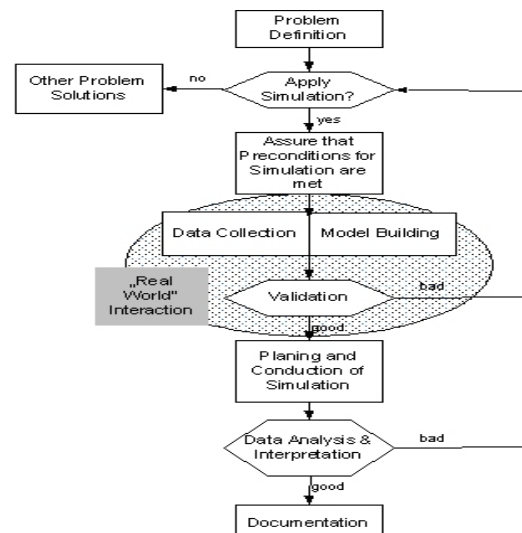 Problem
Definition
no
Other Problem
Solutions
Apply
Simulation?
yes
Assure that
Preconditions for
Simulation are
met
Data Collection
Model Building
„Real
World"
Interaction
Validation
bad
good
Planing and
Conduction of
Simulation
Data Analysis &
Interpretation
bad
good
Documentation